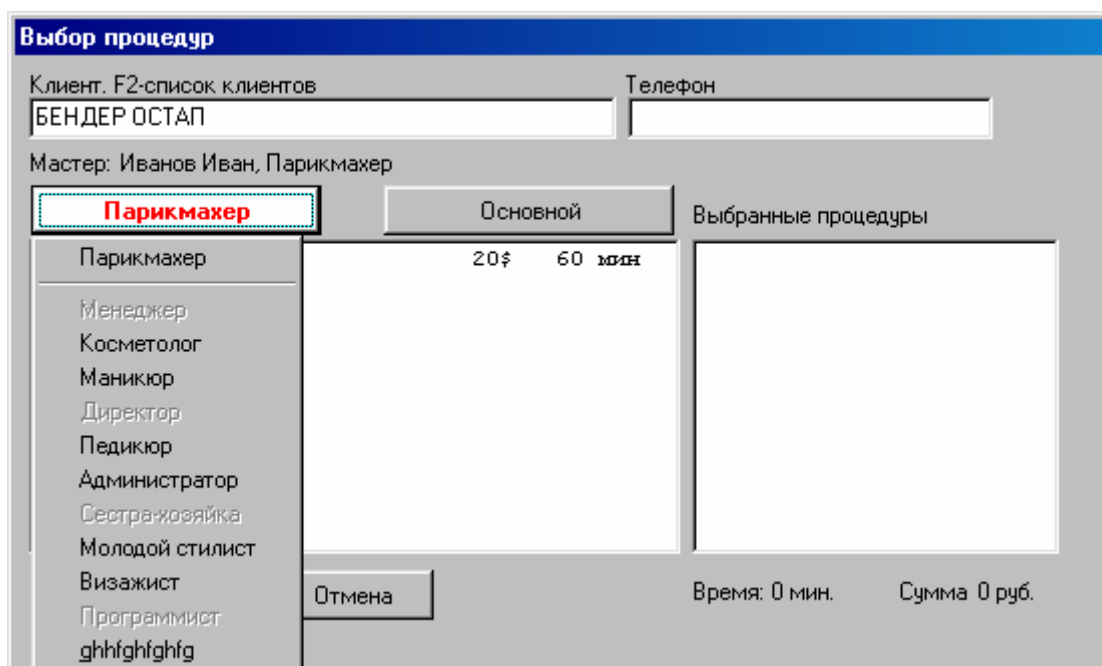 Выбор процедур
Клиент. F2-список клиентов Телефон
БЕНДЕР ОСТАП
Мастер: Иванов Иван, Парикмахер
Парикмахер Основной Выбранные процедуры
Парикмахер 20$ 60 мин
Менеджер
Косметолог
Маникюр
Директор
Педикюр
Администратор
Сестра-хозяйка
Молодой стилист
Визажист
Отмена Время: 0 мин. Сумма 0 руб.
Программист
ghhfghfghfg